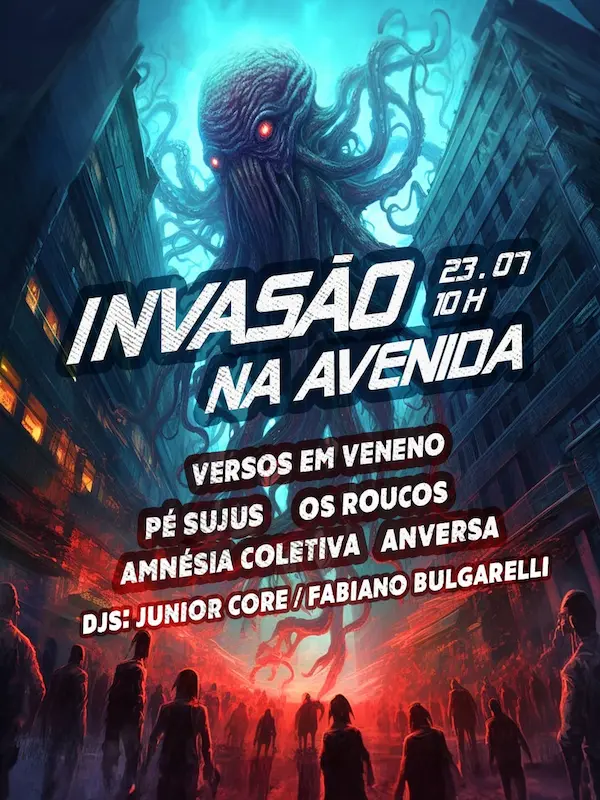 INVASÃO
23.07
10 H
NA AVENIDA
VERSOS EM VENENO
PÉ SUJUS OS ROUCOS
AMNÉSIA COLETIVA ANVERSA
DJS: JUNIOR CORE / FABIANO BULGARELLI